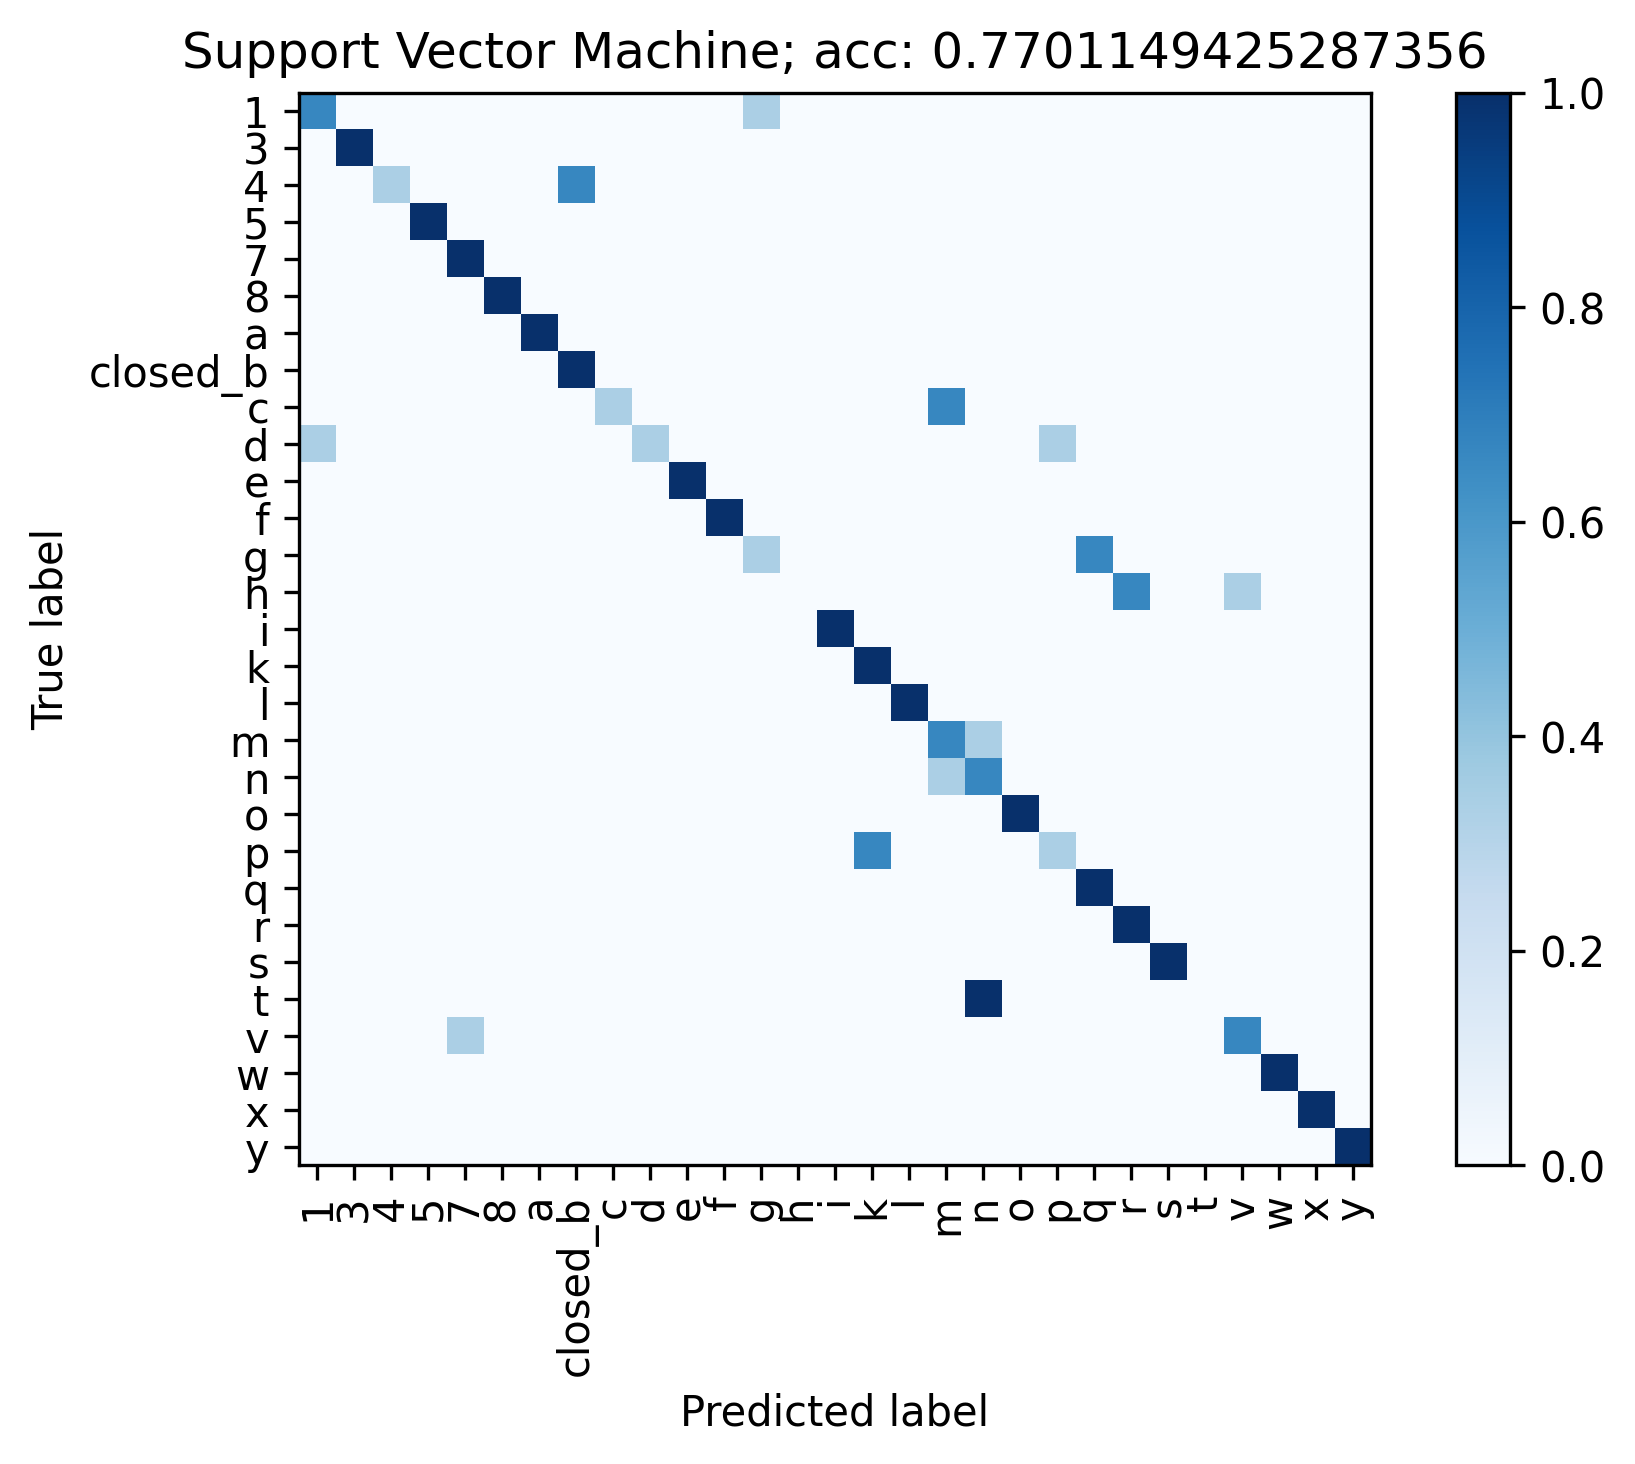 Support Vector Machine; acc: 0.7701149425287356
1
3
4
5
7
8
a
closed_b
c
d
e
f
g
h
i
k
l
m
n
o
p
q
r
s
t
v
w
x
y
True label
1 3 4 5 7 8 a closed_b c d e f g h i k l m n o p q r s t v w x y
Predicted label
1.0
0.8
0.6
0.4
0.2
0.0